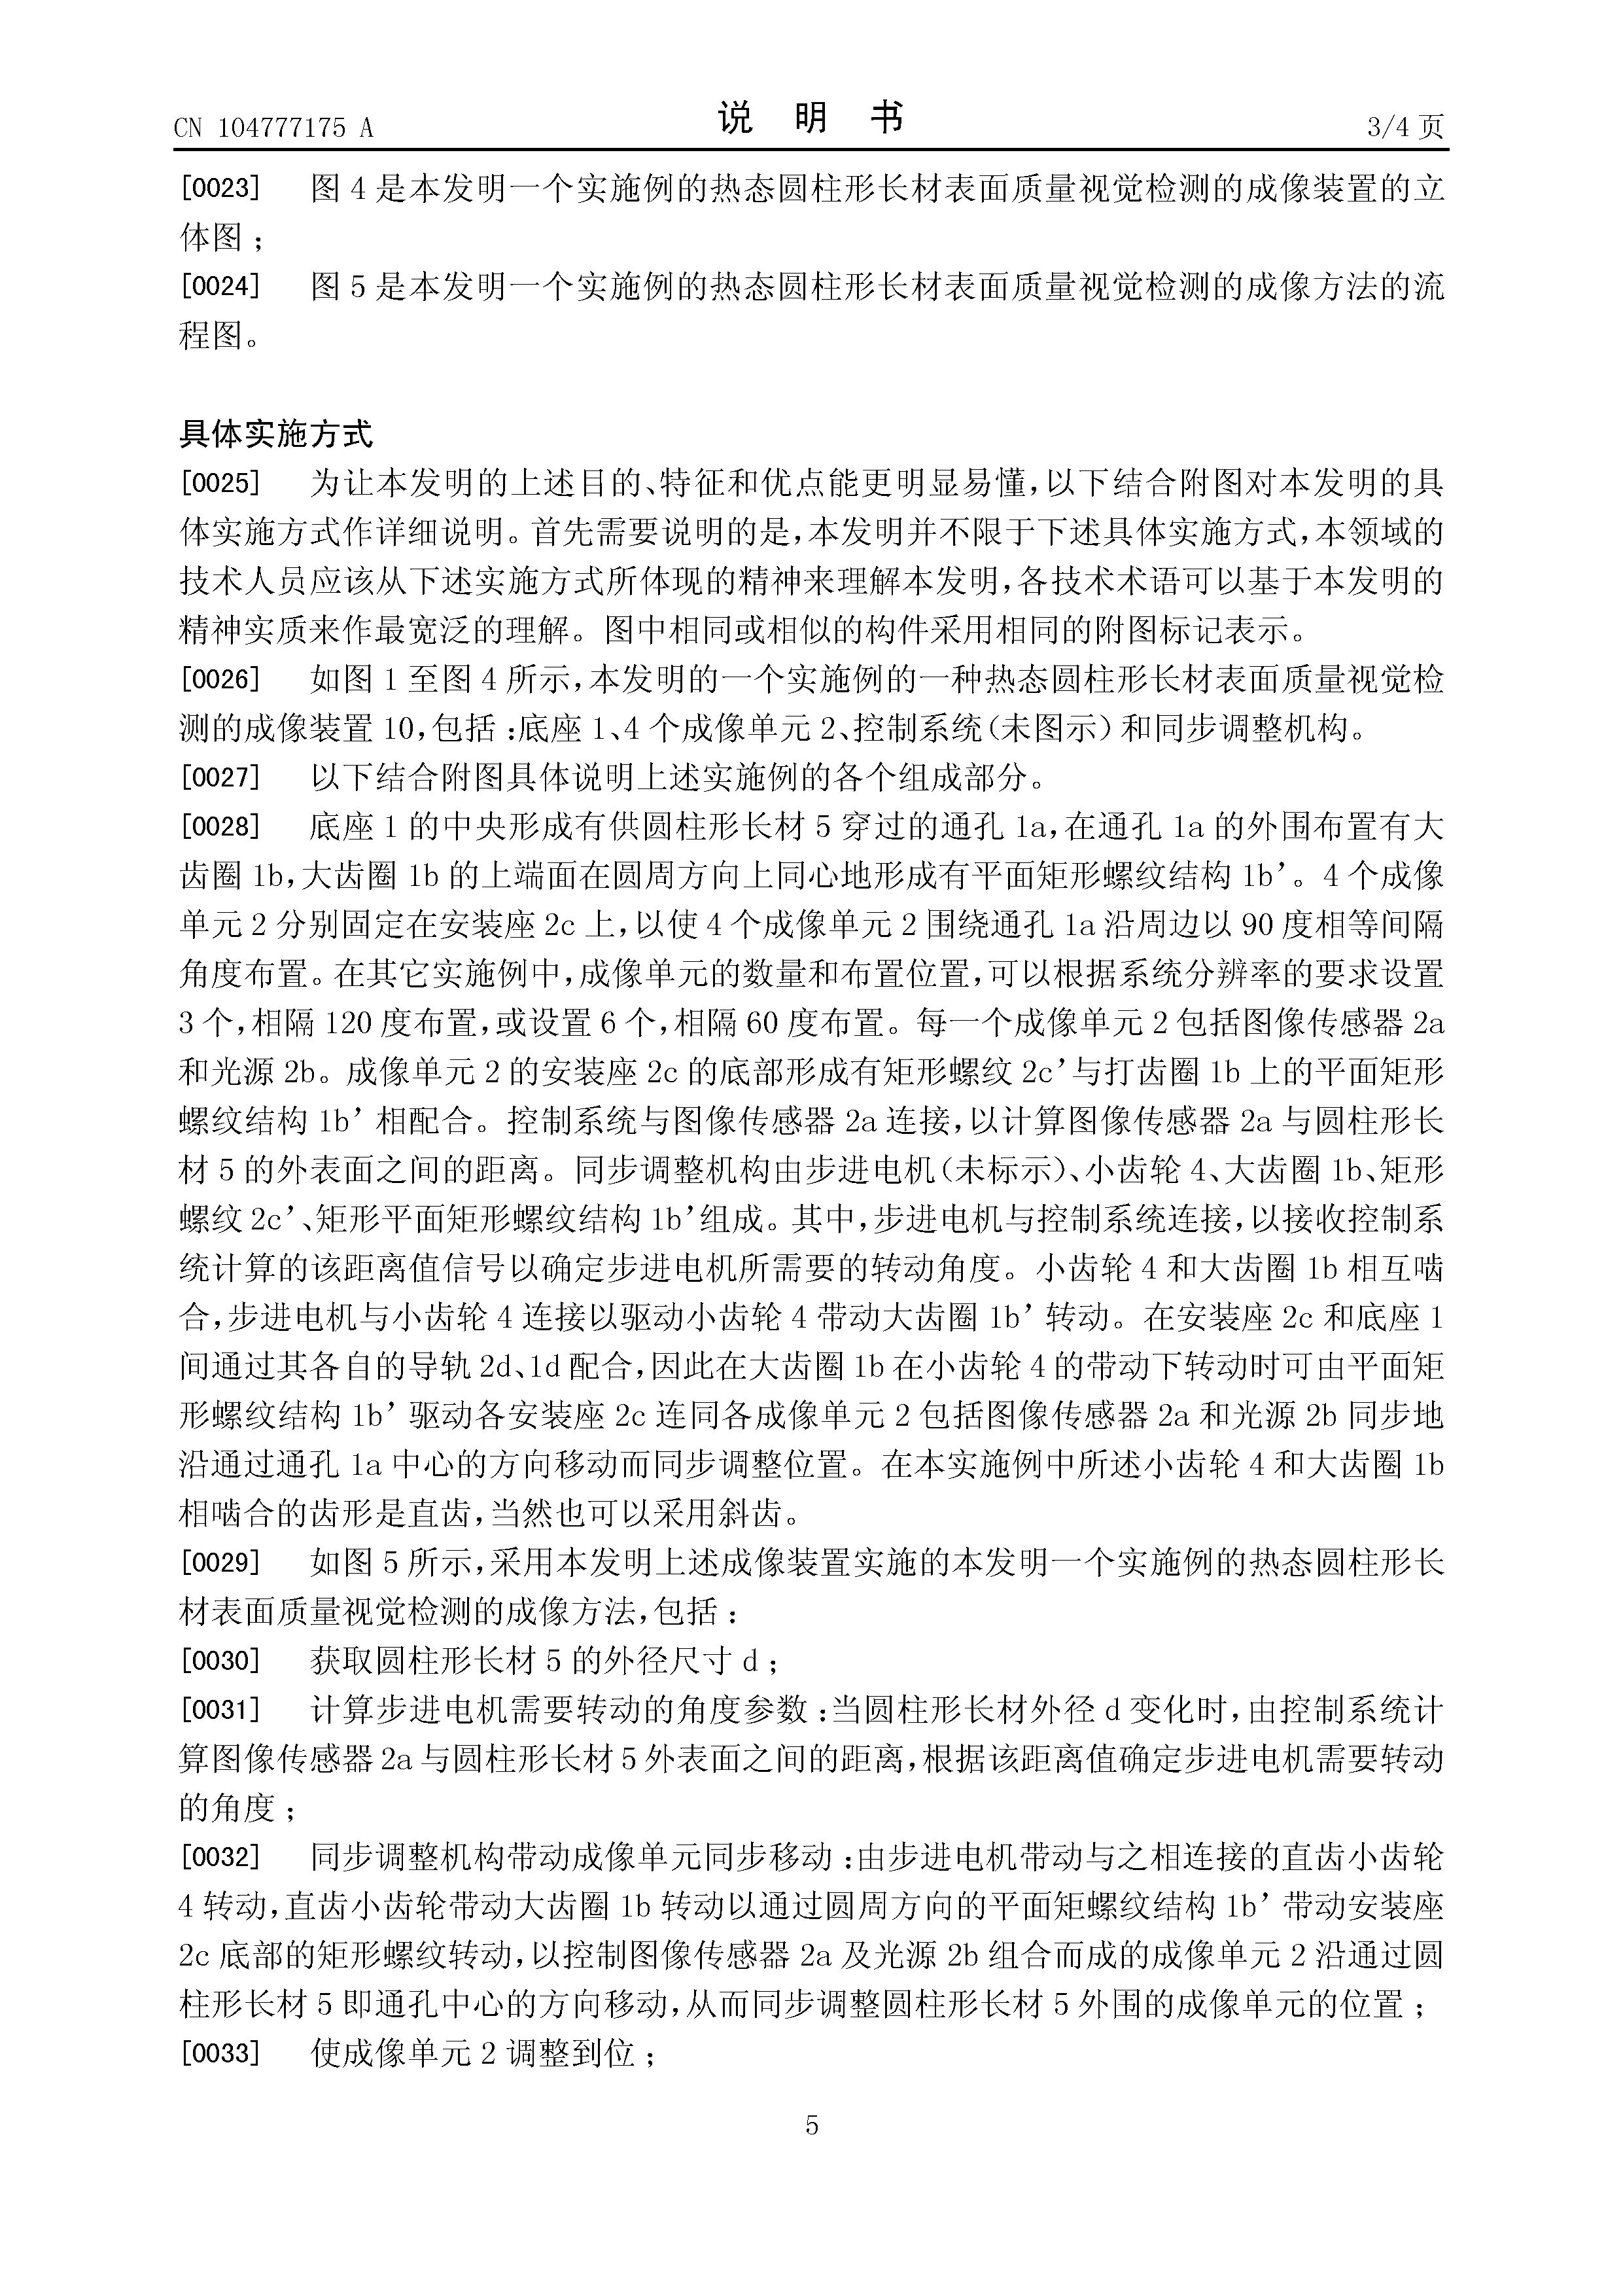 CN 104777175 A
说 明 书
3/4 页
[0023] 图 4 是本发明一个实施例的热态圆柱形长材表面质量视觉检测的成像装置的立
体图；
[0024] 图 5 是本发明一个实施例的热态圆柱形长材表面质量视觉检测的成像方法的流
程图。
具体实施方式
[0025] 为让本发明的上述目的、特征和优点能更明显易懂，以下结合附图对本发明的具
体实施方式作详细说明。首先需要说明的是，本发明并不限于下述具体实施方式，本领域的
技术人员应该从下述实施方式所体现的精神来理解本发明，各技术术语可以基于本发明的
精神实质来作最宽泛的理解。图中相同或相似的构件采用相同的附图标记表示。
[0026] 如图 1 至图 4 所示，本发明的一个实施例的一种热态圆柱形长材表面质量视觉检
测的成像装置 10，包括：底座 1、4 个成像单元 2、控制系统（未图示）和同步调整机构。
[0027] 以下结合附图具体说明上述实施例的各个组成部分。
[0028] 底座 1 的中央形成有供圆柱形长材 5 穿过的通孔 1a，在通孔 1a 的外围布置有大
齿圈 1b，大齿圈 1b 的上端面在圆周方向上同心地形成有平面矩形螺纹结构 1b’。4 个成像
单元 2 分别固定在安装座 2c 上，以使 4 个成像单元 2 围绕通孔 1a 沿周边以 90 度相等间隔
角度布置。在其它实施例中，成像单元的数量和布置位置，可以根据系统分辨率的要求设置
3 个，相隔 120 度布置，或设置 6 个，相隔 60 度布置。每一个成像单元 2 包括图像传感器 2a
和光源 2b。成像单元 2 的安装座 2c 的底部形成有矩形螺纹 2c’与打齿圈 1b 上的平面矩形
螺纹结构 1b’ 相配合。控制系统与图像传感器 2a 连接，以计算图像传感器 2a 与圆柱形长
材 5 的外表面之间的距离。同步调整机构由步进电机（未标示）、小齿轮 4、大齿圈 1b、矩形
螺纹 2c’、矩形平面矩形螺纹结构 1b’组成。其中，步进电机与控制系统连接，以接收控制系
统计算的该距离值信号以确定步进电机所需要的转动角度。小齿轮 4 和大齿圈 1b 相互啮
合，步进电机与小齿轮 4 连接以驱动小齿轮 4 带动大齿圈 1b’ 转动。在安装座 2c 和底座 1
间通过其各自的导轨 2d、1d 配合，因此在大齿圈 1b 在小齿轮 4 的带动下转动时可由平面矩
形螺纹结构 1b’ 驱动各安装座 2c 连同各成像单元 2 包括图像传感器 2a 和光源 2b 同步地
沿通过通孔 1a 中心的方向移动而同步调整位置。在本实施例中所述小齿轮 4 和大齿圈 1b
相啮合的齿形是直齿，当然也可以采用斜齿。
[0029] 如图 5 所示，采用本发明上述成像装置实施的本发明一个实施例的热态圆柱形长
材表面质量视觉检测的成像方法，包括：
[0030] 获取圆柱形长材 5 的外径尺寸 d；
[0031] 计算步进电机需要转动的角度参数：当圆柱形长材外径 d 变化时，由控制系统计
算图像传感器 2a 与圆柱形长材 5 外表面之间的距离，根据该距离值确定步进电机需要转动
的角度；
[0032] 同步调整机构带动成像单元同步移动：由步进电机带动与之相连接的直齿小齿轮
4 转动，直齿小齿轮带动大齿圈 1b 转动以通过圆周方向的平面矩螺纹结构 1b’ 带动安装座
2c 底部的矩形螺纹转动，以控制图像传感器 2a 及光源 2b 组合而成的成像单元 2 沿通过圆
柱形长材 5 即通孔中心的方向移动，从而同步调整圆柱形长材 5 外围的成像单元的位置；
[0033] 使成像单元 2 调整到位；
5